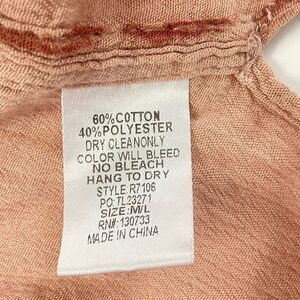 60%COTTON
40%POLYESTER
DRY CLEANONLY
COLOR WILL BLEED
NO BLEACH
HANG TO DRY
STYLE:R7106
PO:TL23271
SIZE:M/L
RN#:130733
MADE IN CHINA